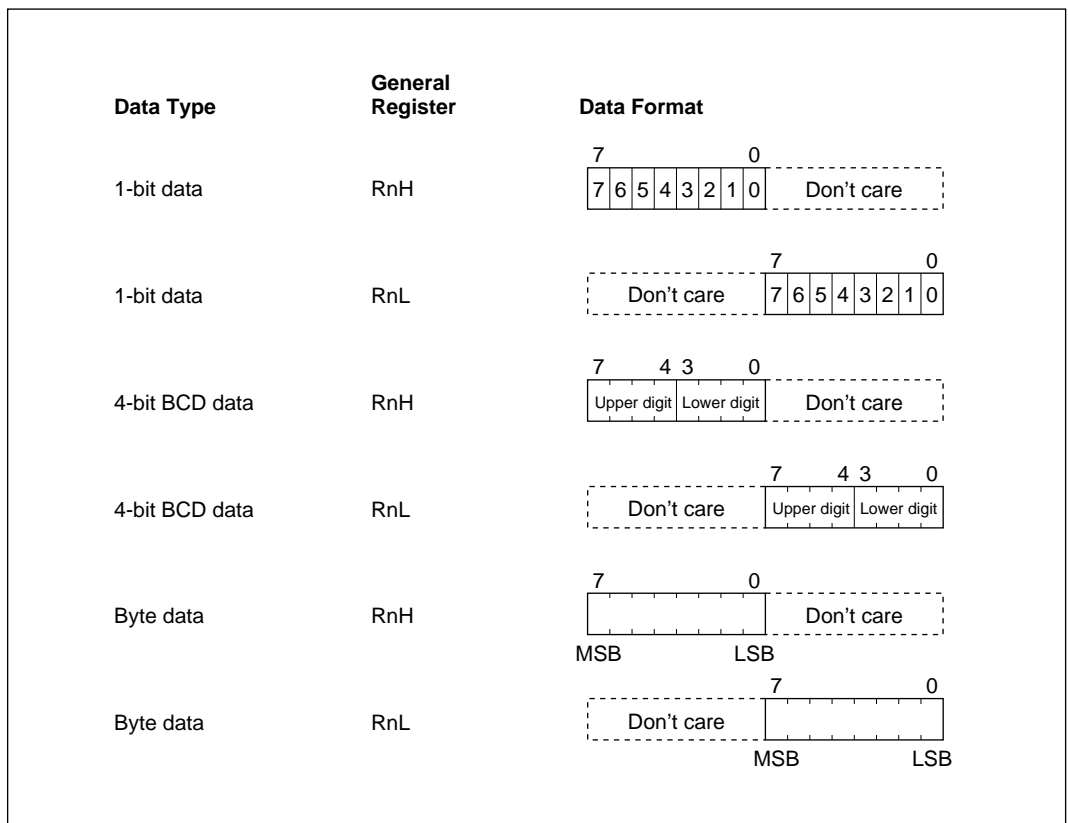 General
Data Type Register Data Format
7 0
1-bit data RnH 7 6 5 4 3 2 1 0 Don't care
7 0
1-bit data RnL Don't care 7 6 5 4 3 2 1 0
7 4 3 0
4-bit BCD data RnH Upper digit Lower digit Don't care
7 4 3 0
4-bit BCD data RnL Don't care Upper digit Lower digit
7 0
Byte data RnH Don't care
MSB LSB
7 0
Byte data RnL Don't care
MSB LSB